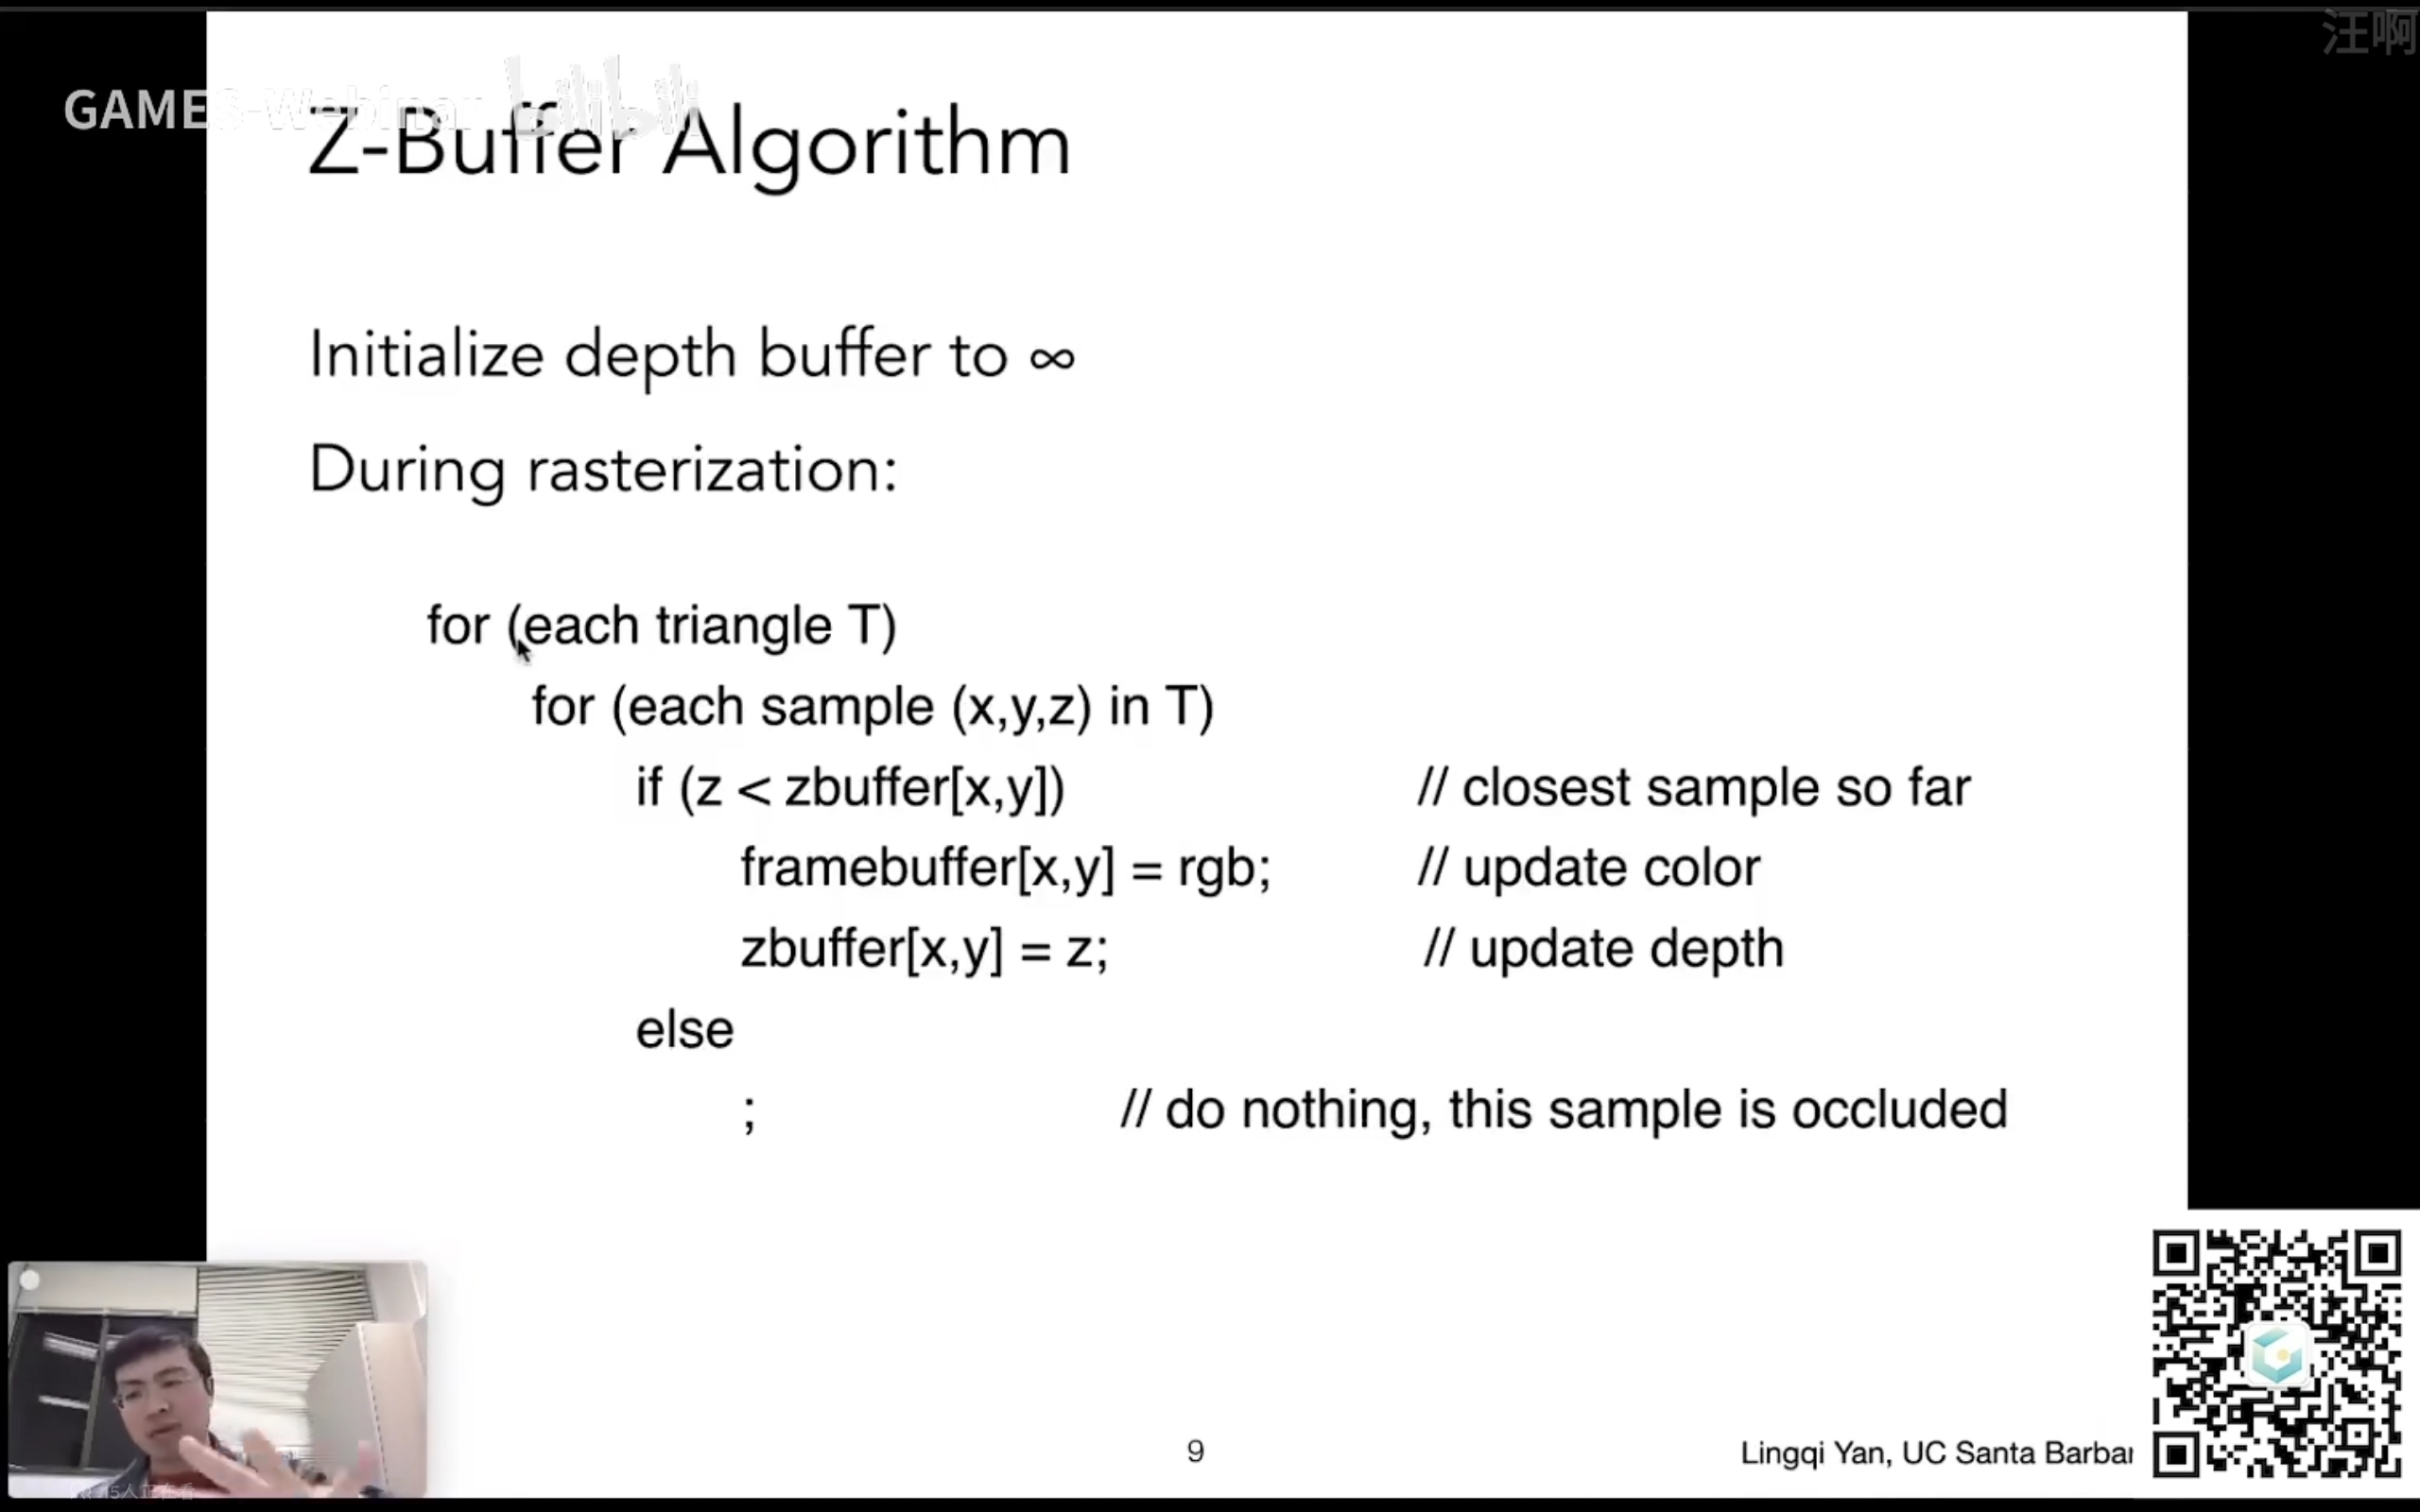 汪啊
GAMES-Webinar bilibili
Z-Buffer Algorithm
Initialize depth buffer to ∞
During rasterization:
for (each triangle T)
for (each sample (x,y,z) in T)
if (z < zbuffer[x,y]) // closest sample so far
framebuffer[x,y] = rgb; // update color
zbuffer[x,y] = z; // update depth
else
; // do nothing, this sample is occluded
9
Lingqi Yan, UC Santa Barbar